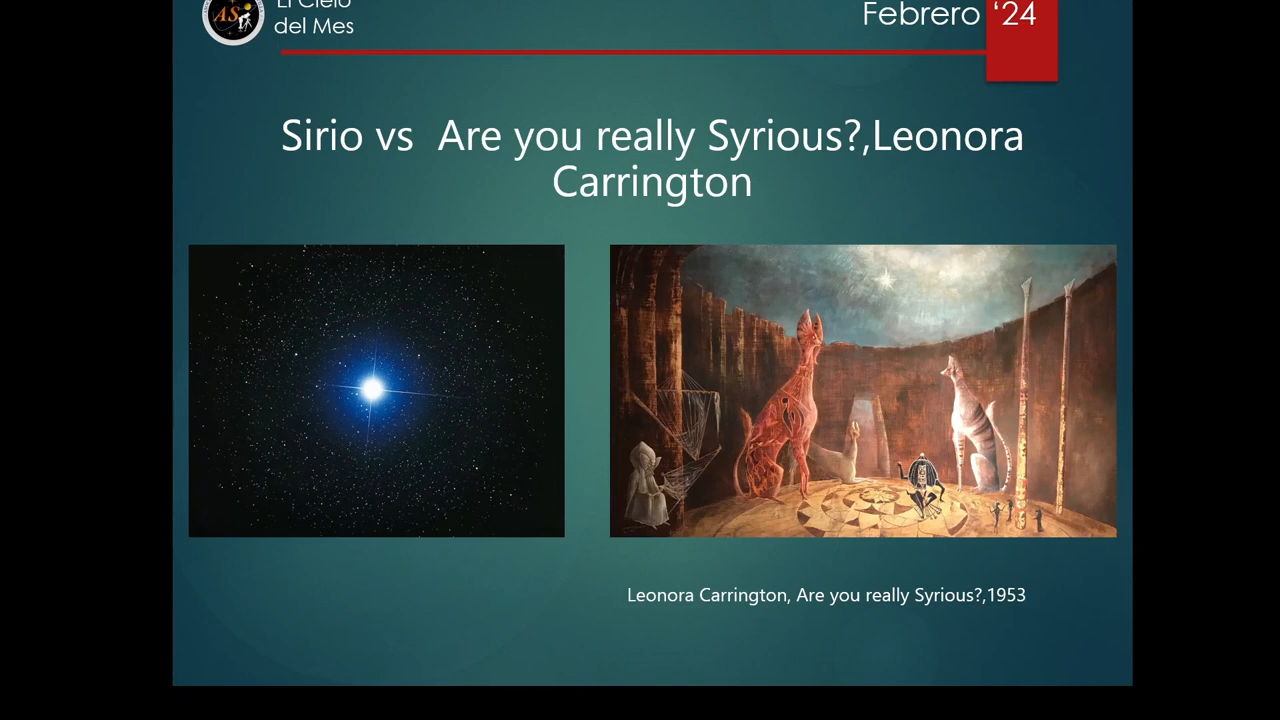 El Cielo
del Mes
Febrero ‘24
AS
Sirio vs  Are you really Syrious?,Leonora
Carrington
Leonora Carrington, Are you really Syrious?,1953